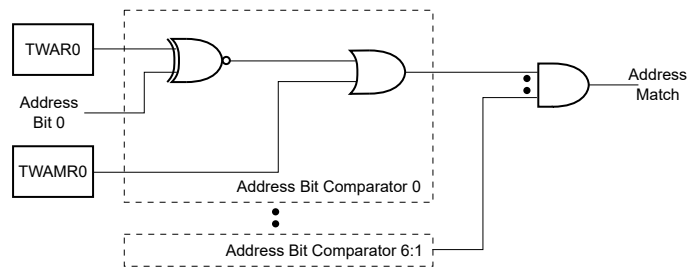 TWAR0
Address
Bit 0
TWAMR0
Address Bit Comparator 0
Address Bit Comparator 6:1
Address
Match